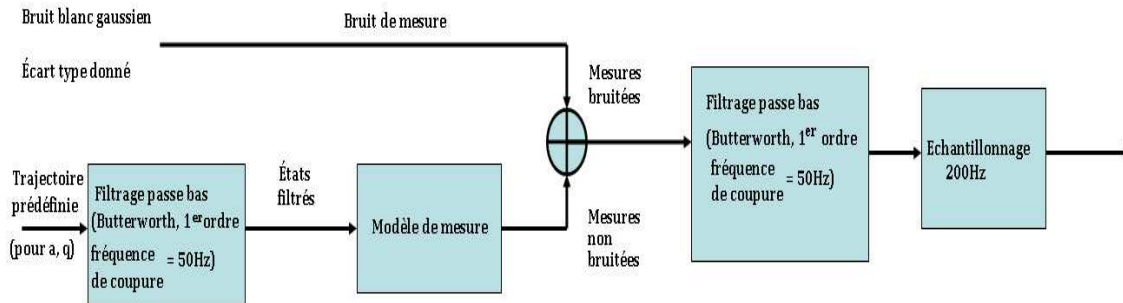 Bruit blanc gaussien
Écart type donné
Bruit de mesure
Mesures
bruitées
Filtrage passe bas
(Butterworth, 1er ordre
fréquence
de coupure = 50Hz)
Echantillonnage
200Hz
Trajectoire
prédéfinie
(pour a, q)
Filtrage passe bas
(Butterworth, 1er ordre
fréquence
de coupure = 50Hz)
États
filtrés
Modèle de mesure
Mesures
non
bruitées